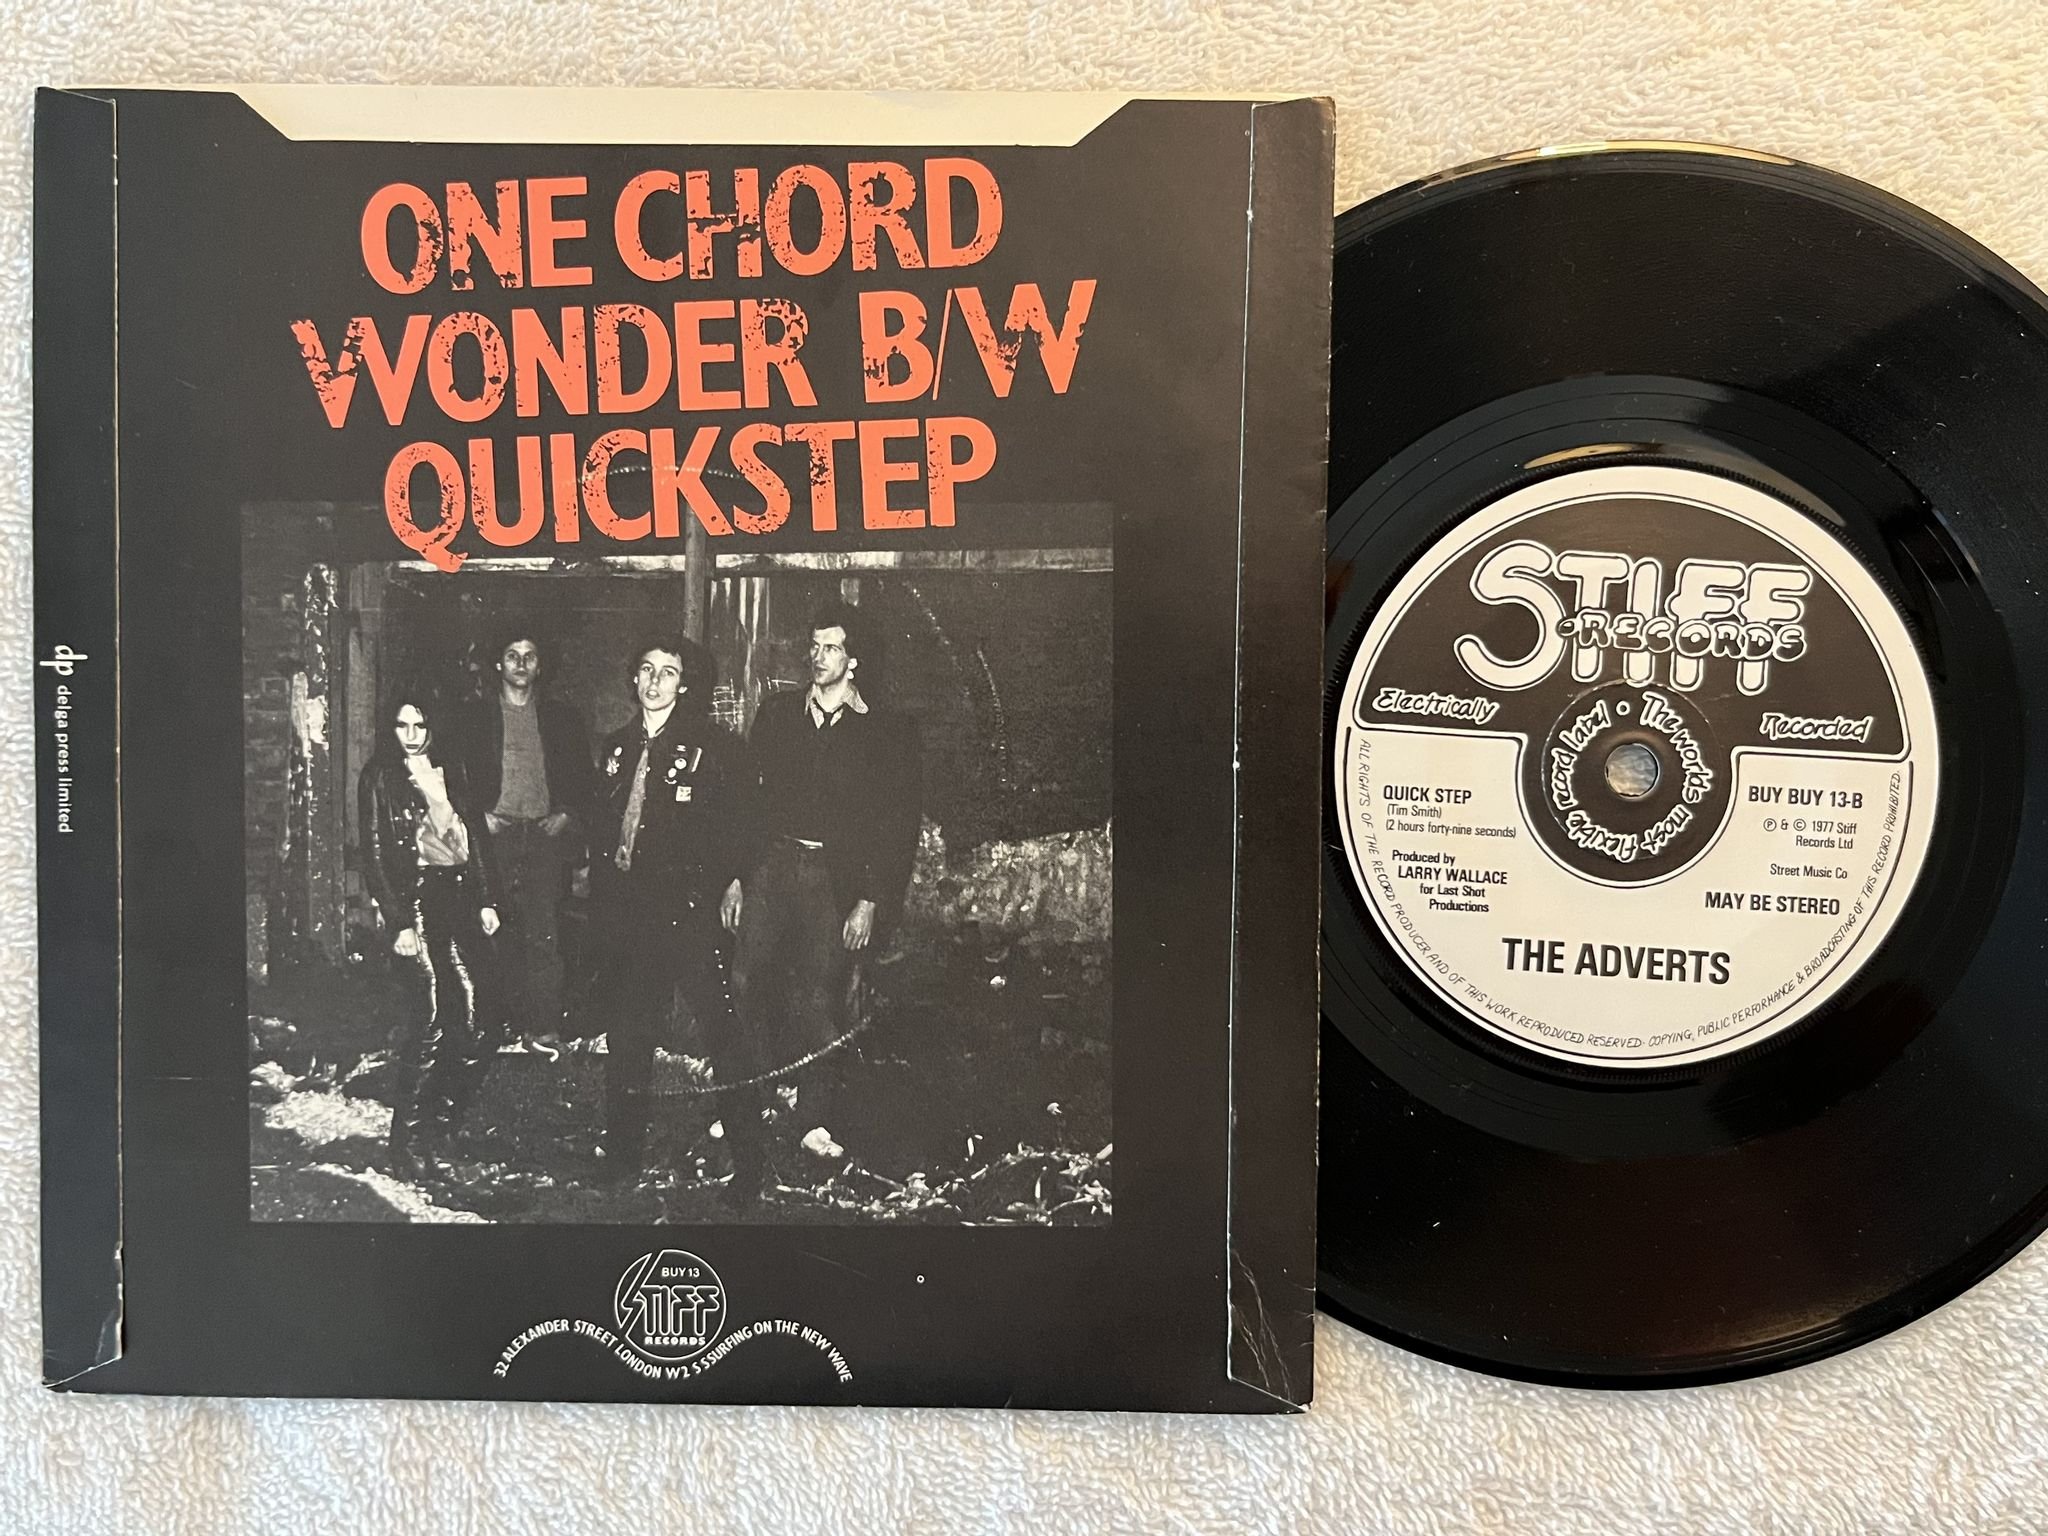 ONE CHORD
WONDER B/W
QUICKSTEP
dp delga press limited
BUY 13
STIFF
RECORDS
32 ALEXANDER STREET LONDON W2 S SSURFING ON THE NEW WAVE
STIFF
RECORDS
Electrically
Recorded
The world's most flexible record label
QUICK STEP
(Tim Smith)
(2 hours forty-nine seconds)
Produced by
LARRY WALLACE
for Last Shot
Productions
BUY BUY 13-B
℗ & © 1977 Stiff
Records Ltd
Street Music Co
MAY BE STEREO
THE ADVERTS
ALL RIGHTS OF THE RECORD PRODUCER AND OF THIS WORK REPRODUCED RESERVED. COPYING, PUBLIC PERFORMANCE & BROADCASTING OF THIS RECORD PROHIBITED.